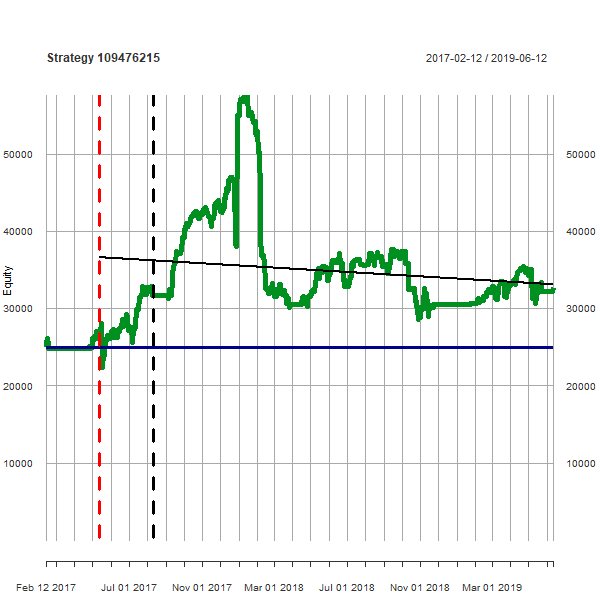 Strategy 109476215
2017-02-12 / 2019-06-12
50000
50000
40000
40000
Equity
30000
30000
20000
20000
10000
10000
Feb 12 2017
Jul 01 2017
Nov 01 2017
Mar 01 2018
Jul 01 2018
Nov 01 2018
Mar 01 2019